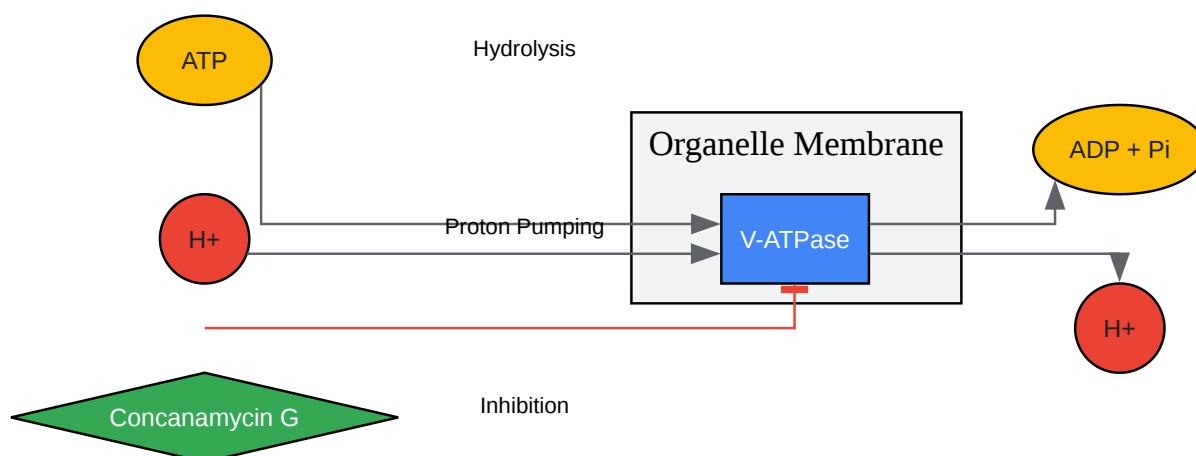 Hydrolysis
ATP
Organelle Membrane
ADP + Pi
Proton Pumping
H+
V-ATPase
H+
Inhibition
Concanamycin G